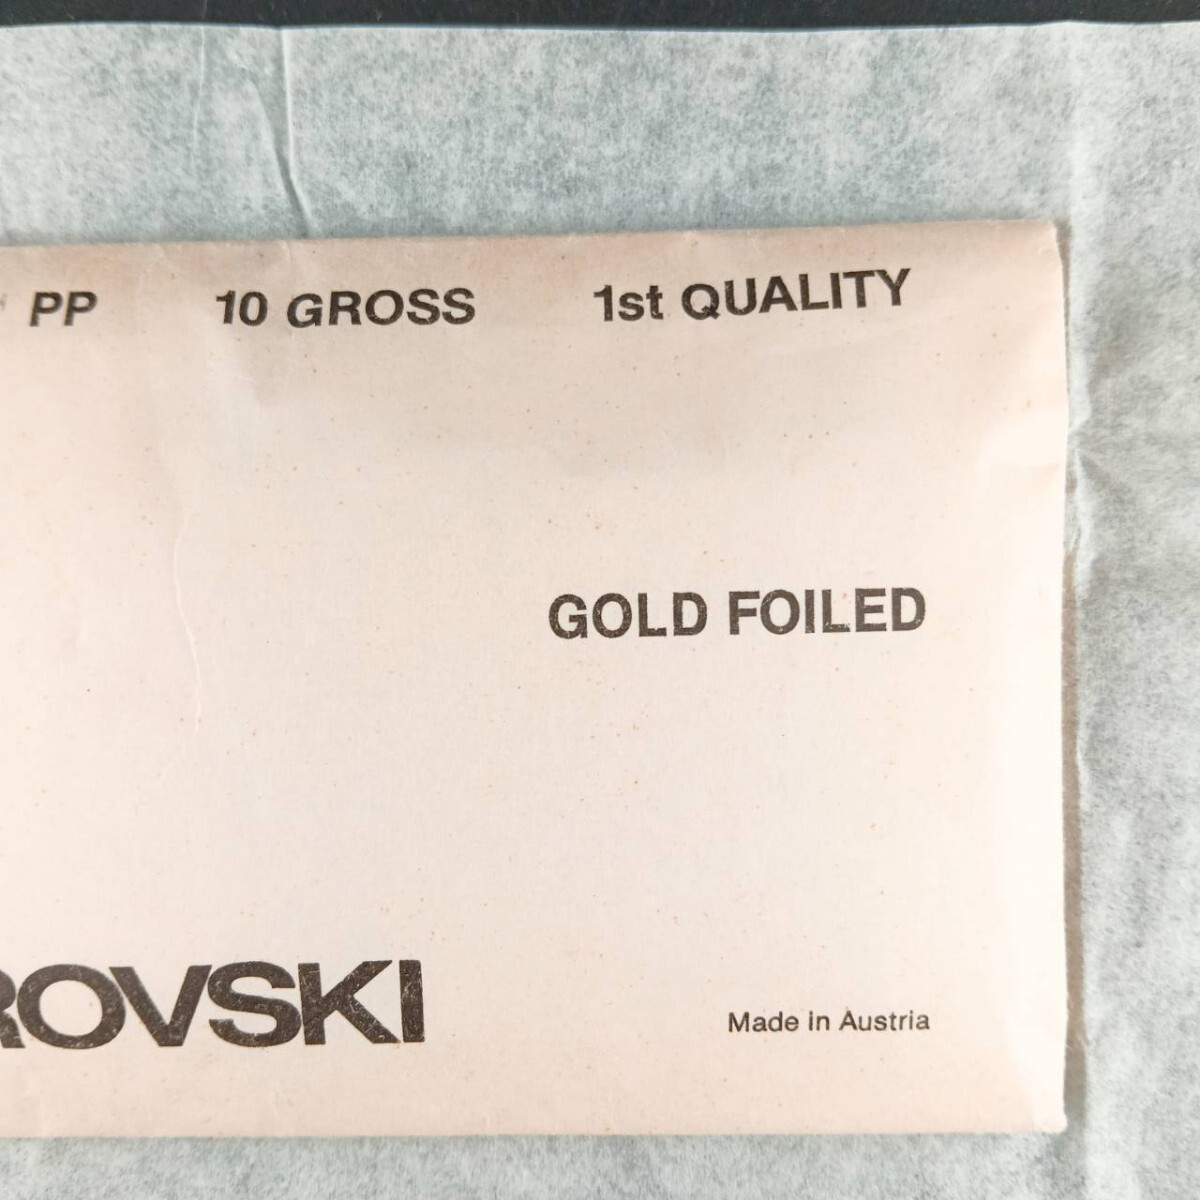 PP 10 GROSS 1st QUALITY
GOLD FOILED
ROVSKI
Made in Austria